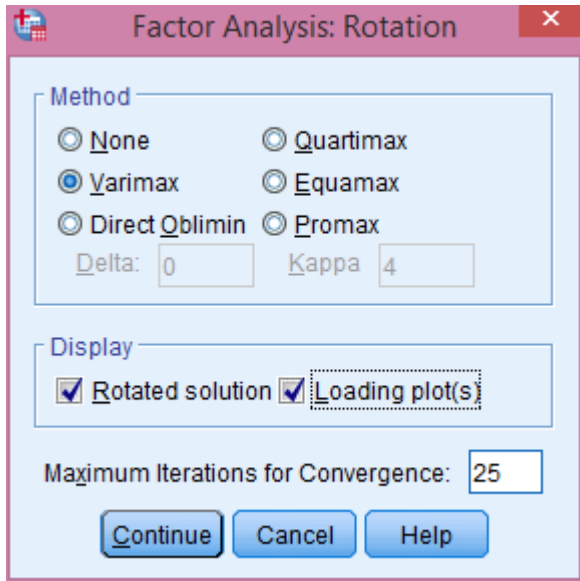 Factor Analysis: Rotation
Method
None Quartimax
Varimax Equamax
Direct Oblimin Promax
Delta: 0 Kappa 4
Display
Rotated solution Loading plot(s)
Maximum Iterations for Convergence: 25
Continue Cancel Help